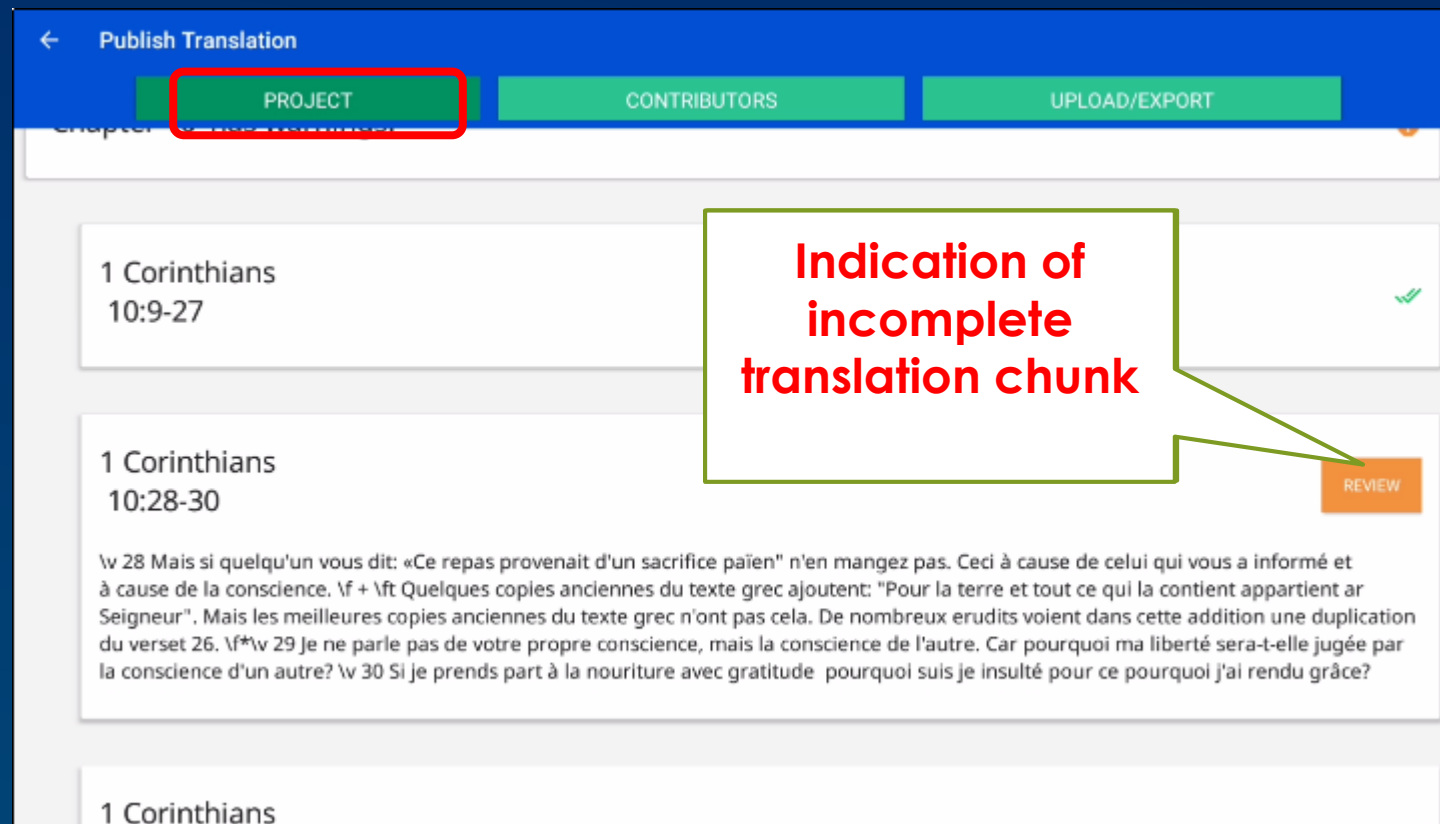 Publish Translation
PROJECT
CONTRIBUTORS
UPLOAD/EXPORT
1 Corinthians
10:9-27
Indication of
incomplete
translation chunk
1 Corinthians
10:28-30
REVIEW
\v 28 Mais si quelqu'un vous dit: «Ce repas provenait d'un sacrifice païen" n'en mangez pas. Ceci à cause de celui qui vous a informé et
à cause de la conscience. \f + \ft Quelques copies anciennes du texte grec ajoutent: "Pour la terre et tout ce qui la contient appartient ar
Seigneur". Mais les meilleures copies anciennes du texte grec n'ont pas cela. De nombreux erudits voient dans cette addition une duplication
du verset 26. \f*\v 29 Je ne parle pas de votre propre conscience, mais la conscience de l'autre. Car pourquoi ma liberté sera-t-elle jugée par
la conscience d'un autre? \v 30 Si je prends part à la nouriture avec gratitude  pourquoi suis je insulté pour ce pourquoi j'ai rendu grâce?
1 Corinthians